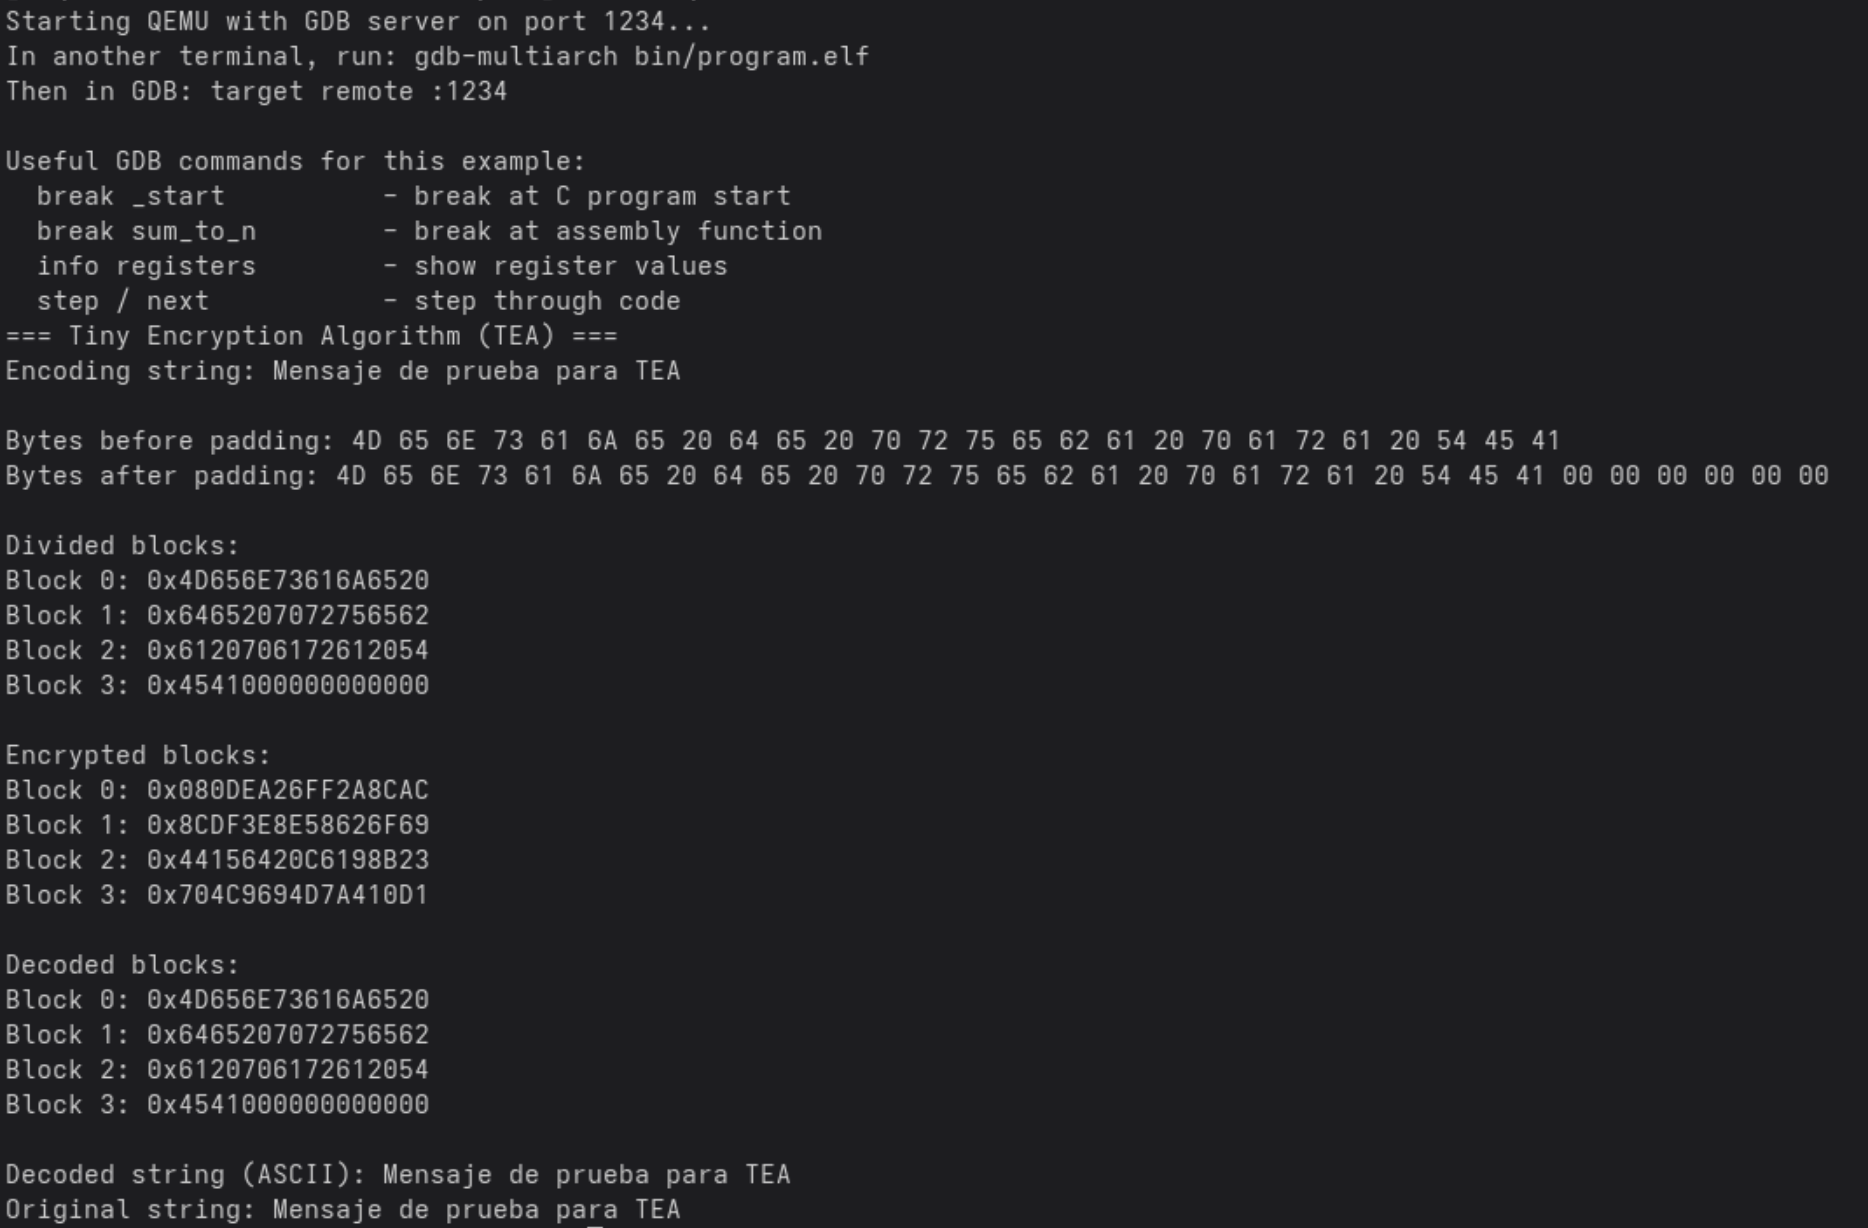 Starting QEMU with GDB server on port 1234...
In another terminal, run: gdb-multiarch bin/program.elf
Then in GDB: target remote :1234
Useful GDB commands for this example:
  break _start          - break at C program start
  break sum_to_n        - break at assembly function
  info registers        - show register values
  step / next           - step through code
=== Tiny Encryption Algorithm (TEA) ===
Encoding string: Mensaje de prueba para TEA
Bytes before padding: 4D 65 6E 73 61 6A 65 20 64 65 20 70 72 75 65 62 61 20 70 61 72 61 20 54 45 41
Bytes after padding: 4D 65 6E 73 61 6A 65 20 64 65 20 70 72 75 65 62 61 20 70 61 72 61 20 54 45 41 00 00 00 00 00 00
Divided blocks:
Block 0: 0x4D656E73616A6520
Block 1: 0x6465207072756562
Block 2: 0x6120706172612054
Block 3: 0x4541000000000000
Encrypted blocks:
Block 0: 0x080DEA26FF2A8CAC
Block 1: 0x8CDF3E8E58626F69
Block 2: 0x44156420C6198B23
Block 3: 0x704C9694D7A410D1
Decoded blocks:
Block 0: 0x4D656E73616A6520
Block 1: 0x6465207072756562
Block 2: 0x6120706172612054
Block 3: 0x4541000000000000
Decoded string (ASCII): Mensaje de prueba para TEA
Original string: Mensaje de prueba para TEA